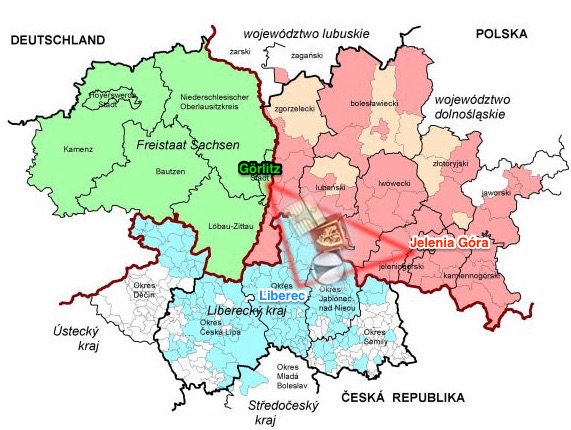 województwo lubuskie
DEUTSCHLAND
POLSKA
żarski
żagański
Hoyerswerda
Stadt
Niederschlesischer
Oberlausitzkreis
zgorzelecki
bolesławiecki
województwo
dolnośląskie
Kamenz
Freistaat Sachsen
Bautzen
Görlitz
Stadt
lubański
lwówecki
złotoryjski
jaworski
Löbau-Zittau
Jelenia Góra
jeleniogórski
kamiennogórski
Okres
Děčín
Liberec
Liberecký kraj
Okres
Jablonec
nad Nisou
Ústecký
kraj
Okres
Česká Lípa
Okres
Okres
Semily
Okres
Mladá
Boleslav
Středočeský
kraj
ČESKÁ REPUBLIKA